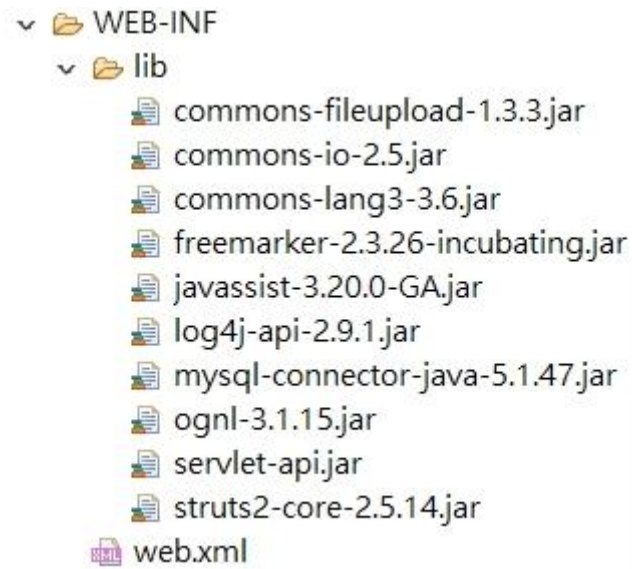 WEB-INF
lib
commons-fileupload-1.3.3.jar
commons-io-2.5.jar
commons-lang3-3.6.jar
freemarker-2.3.26-incubating.jar
javassist-3.20.0-GA.jar
log4j-api-2.9.1.jar
mysql-connector-java-5.1.47.jar
ognl-3.1.15.jar
servlet-api.jar
struts2-core-2.5.14.jar
web.xml